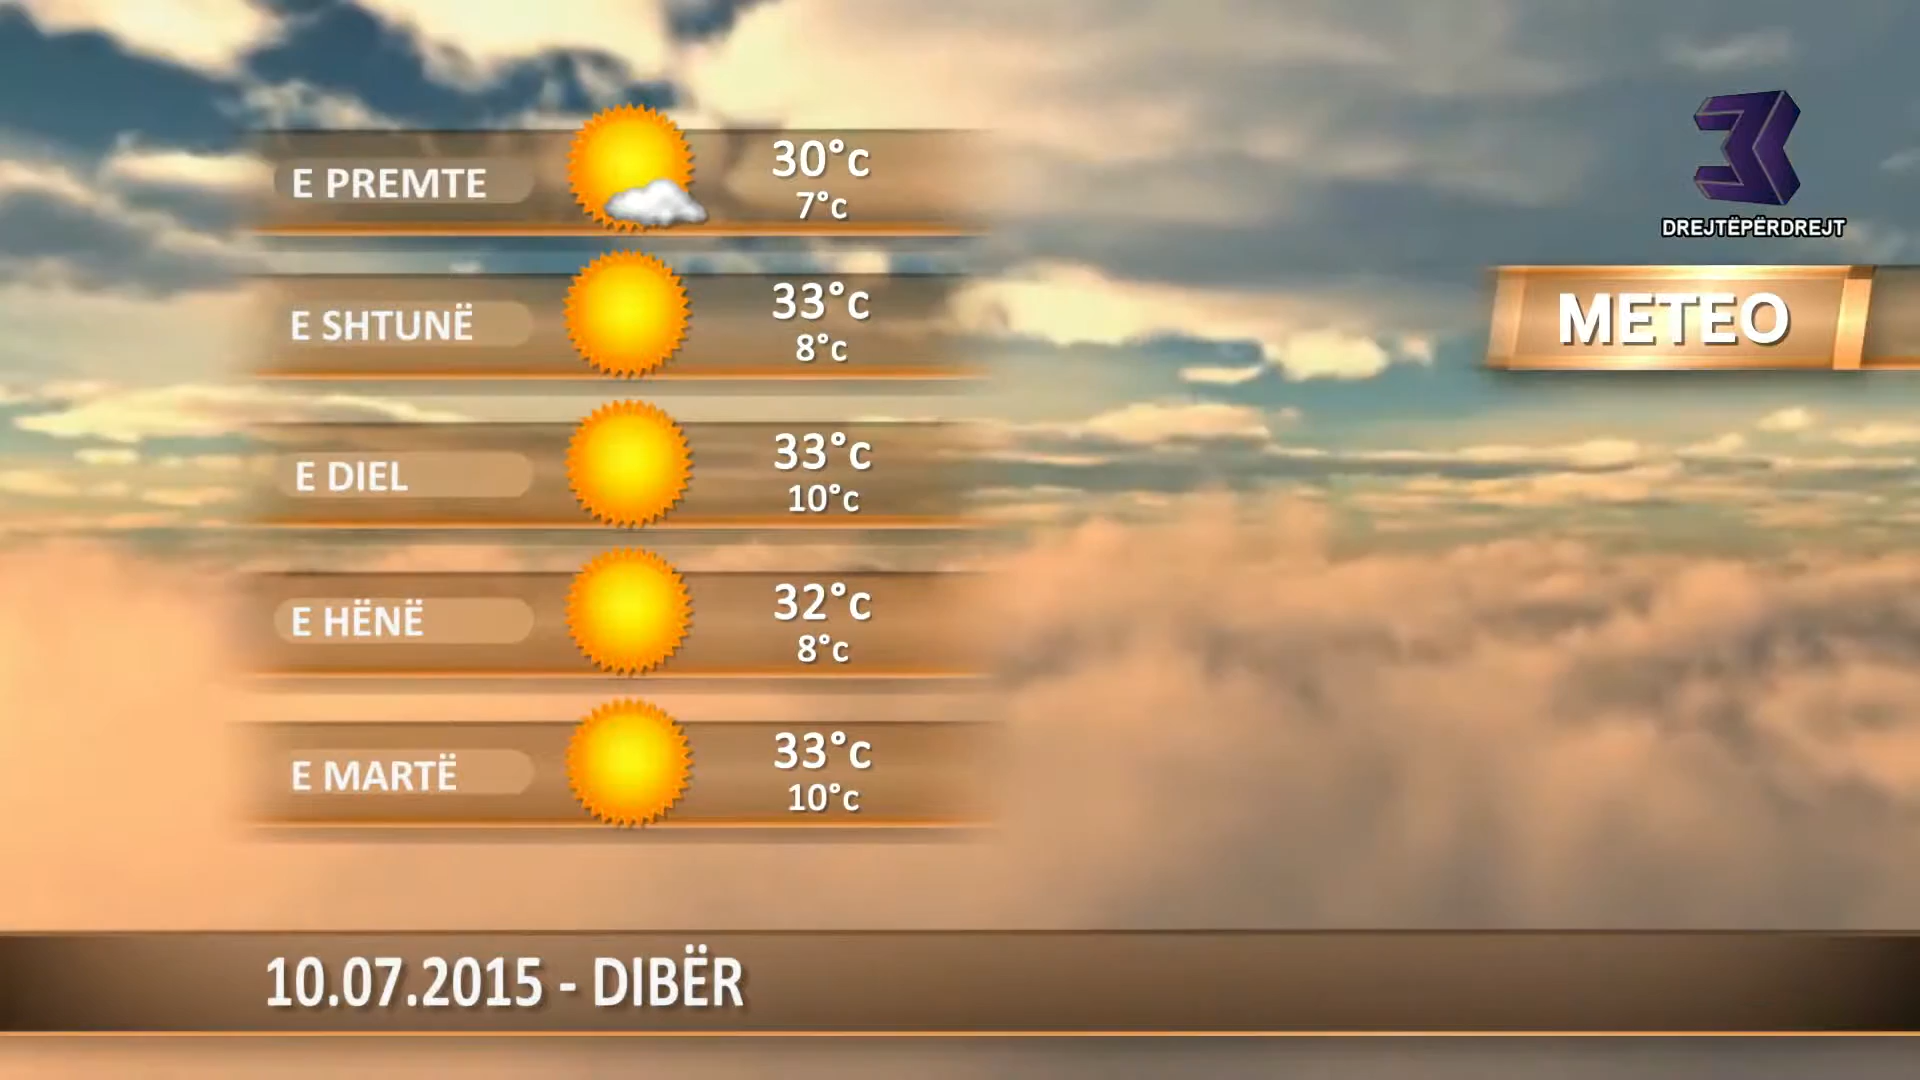 E PREMTE 30°c
7°c
E SHTUNË 33°c
8°c
E DIEL 33°c
10°c
E HËNË 32°c
8°c
E MARTË 33°c
10°c
3
DREJTËPËRDREJT
METEO
10.07.2015 - DIBËR